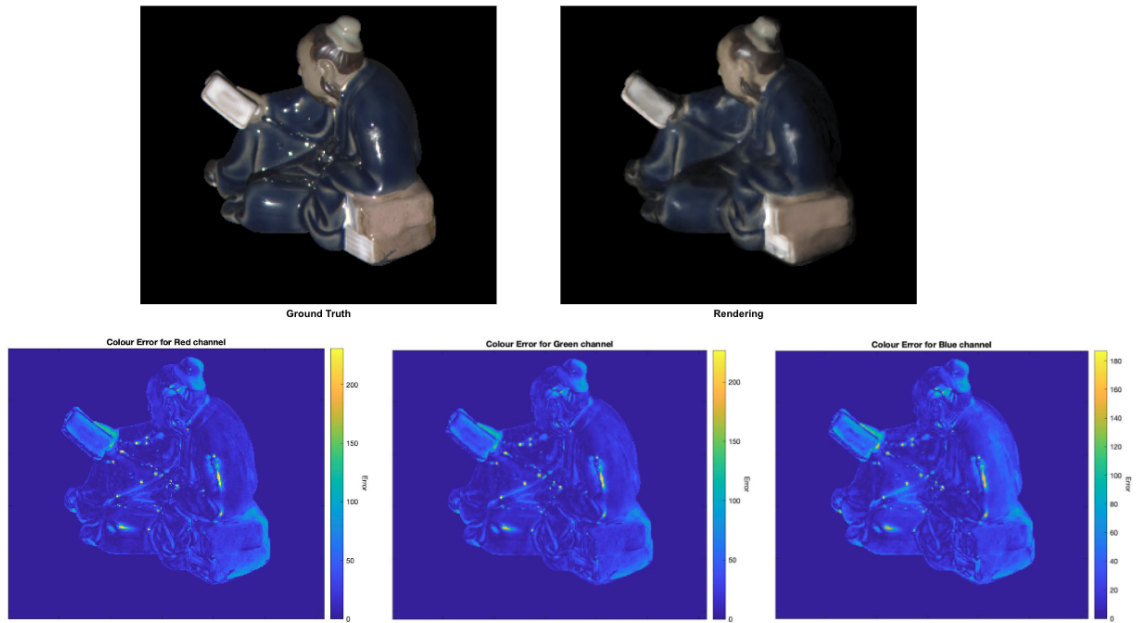 Ground Truth
Rendering
Colour Error for Red channel
Colour Error for Green channel
Colour Error for Blue channel
200
150
100
50
0
Error
200
150
100
50
0
Error
180
160
140
120
100
80
60
40
20
0
Error